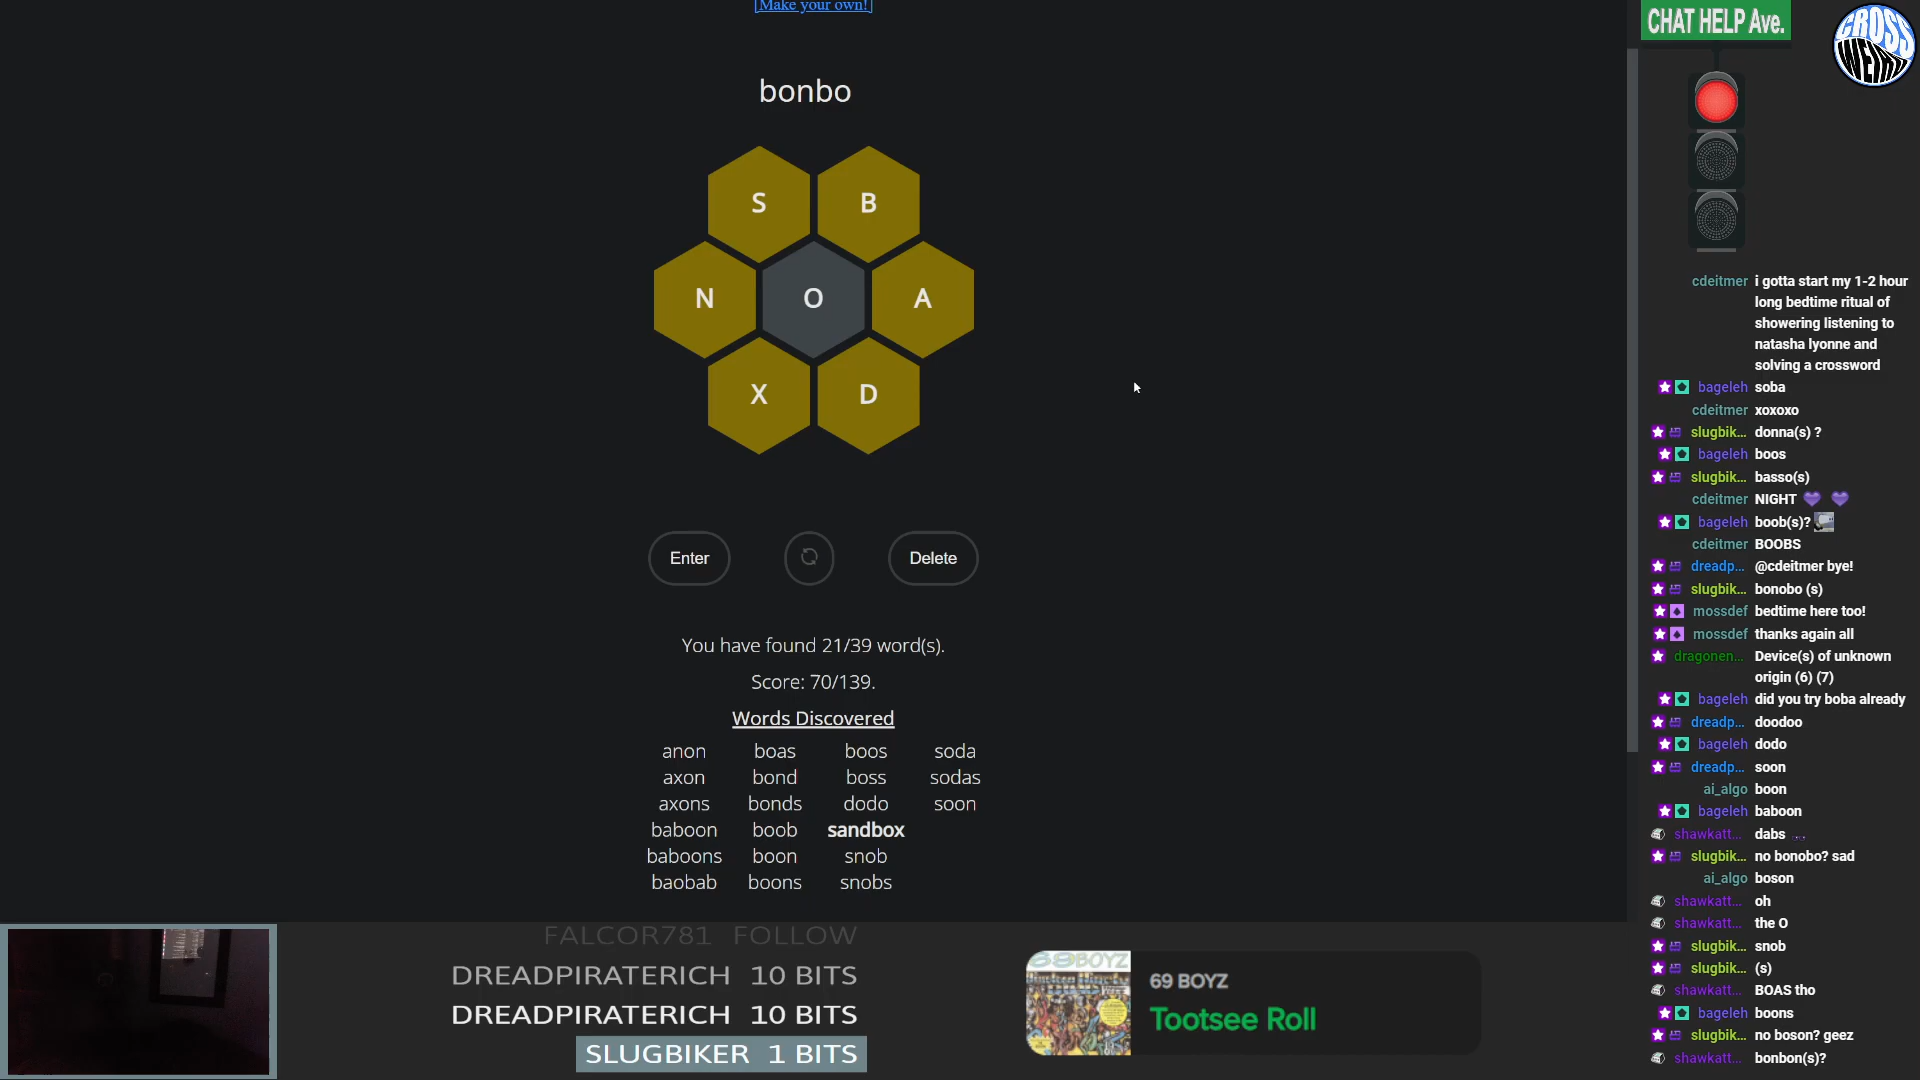 [Make your own!]
CHAT HELP Ave.
CROSS
WEIRD
bonbo
S
B
N
O
A
X
D
Enter
Delete
You have found 21/39 word(s).
Score: 70/139.
Words Discovered
anon boas boos soda
axon bond boss sodas
axons bonds dodo soon
baboon boob sandbox
baboons boon snob
baobab boons snobs
cdeitmer i gotta start my 1-2 hour
long bedtime ritual of
showering listening to
natasha lyonne and
solving a crossword
bageleh soba
cdeitmer xoxoxo
slugbik... donna(s) ?
bageleh boos
slugbik... basso(s)
cdeitmer NIGHT
bageleh boob(s)?
cdeitmer BOOBS
dreadp... @cdeitmer bye!
slugbik... bonobo (s)
mossdef bedtime here too!
mossdef thanks again all
dragonen... Device(s) of unknown
origin (6) (7)
bageleh did you try boba already
dreadp... doodoo
bageleh dodo
dreadp... soon
ai_algo boon
bageleh baboon
shawkatt... dabs
slugbik... no bonobo? sad
ai_algo boson
shawkatt... oh
shawkatt... the O
slugbik... snob
slugbik... (s)
shawkatt... BOAS tho
bageleh boons
slugbik... no boson? geez
shawkatt... bonbon(s)?
FALCOR781 FOLLOW
DREADPIRATERICH 10 BITS
DREADPIRATERICH 10 BITS
SLUGBIKER 1 BITS
69 BOYZ
69 BOYZ
Tootsee Roll